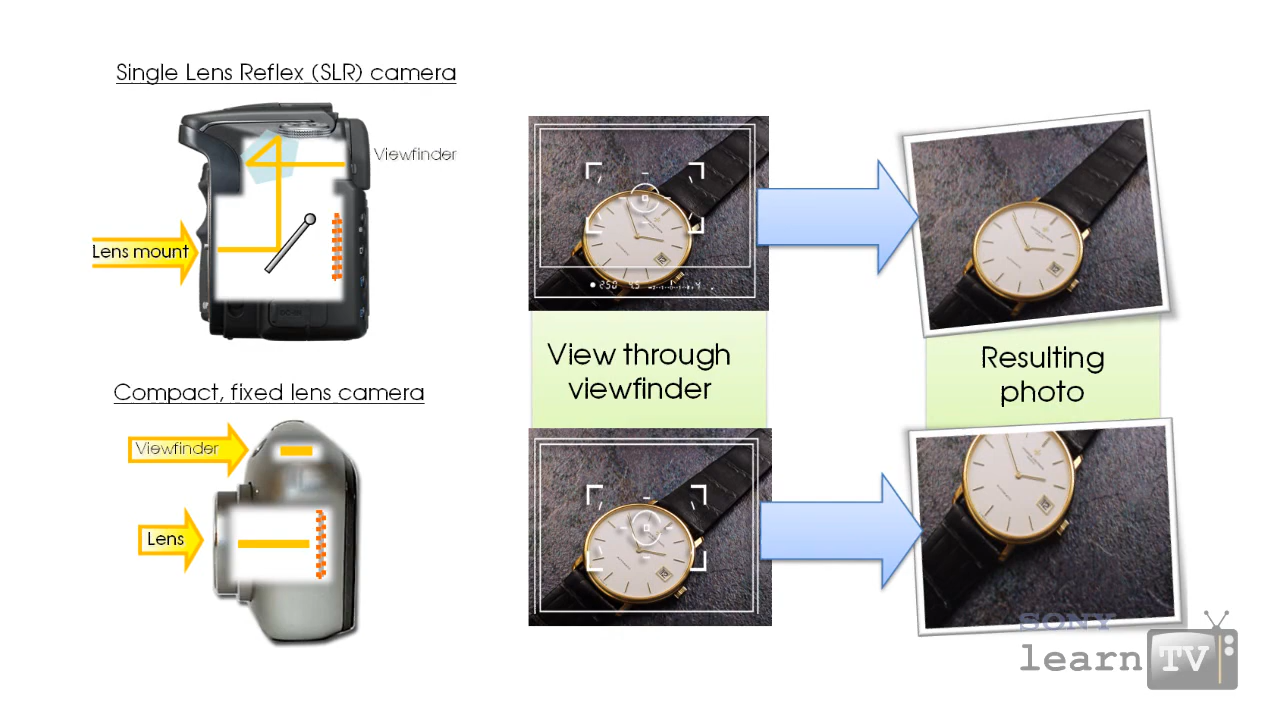 Single Lens Reflex (SLR) camera
Viewfinder
Lens mount
View through
viewfinder
Resulting
photo
Compact, fixed lens camera
Viewfinder
Lens
SONY
learn TV